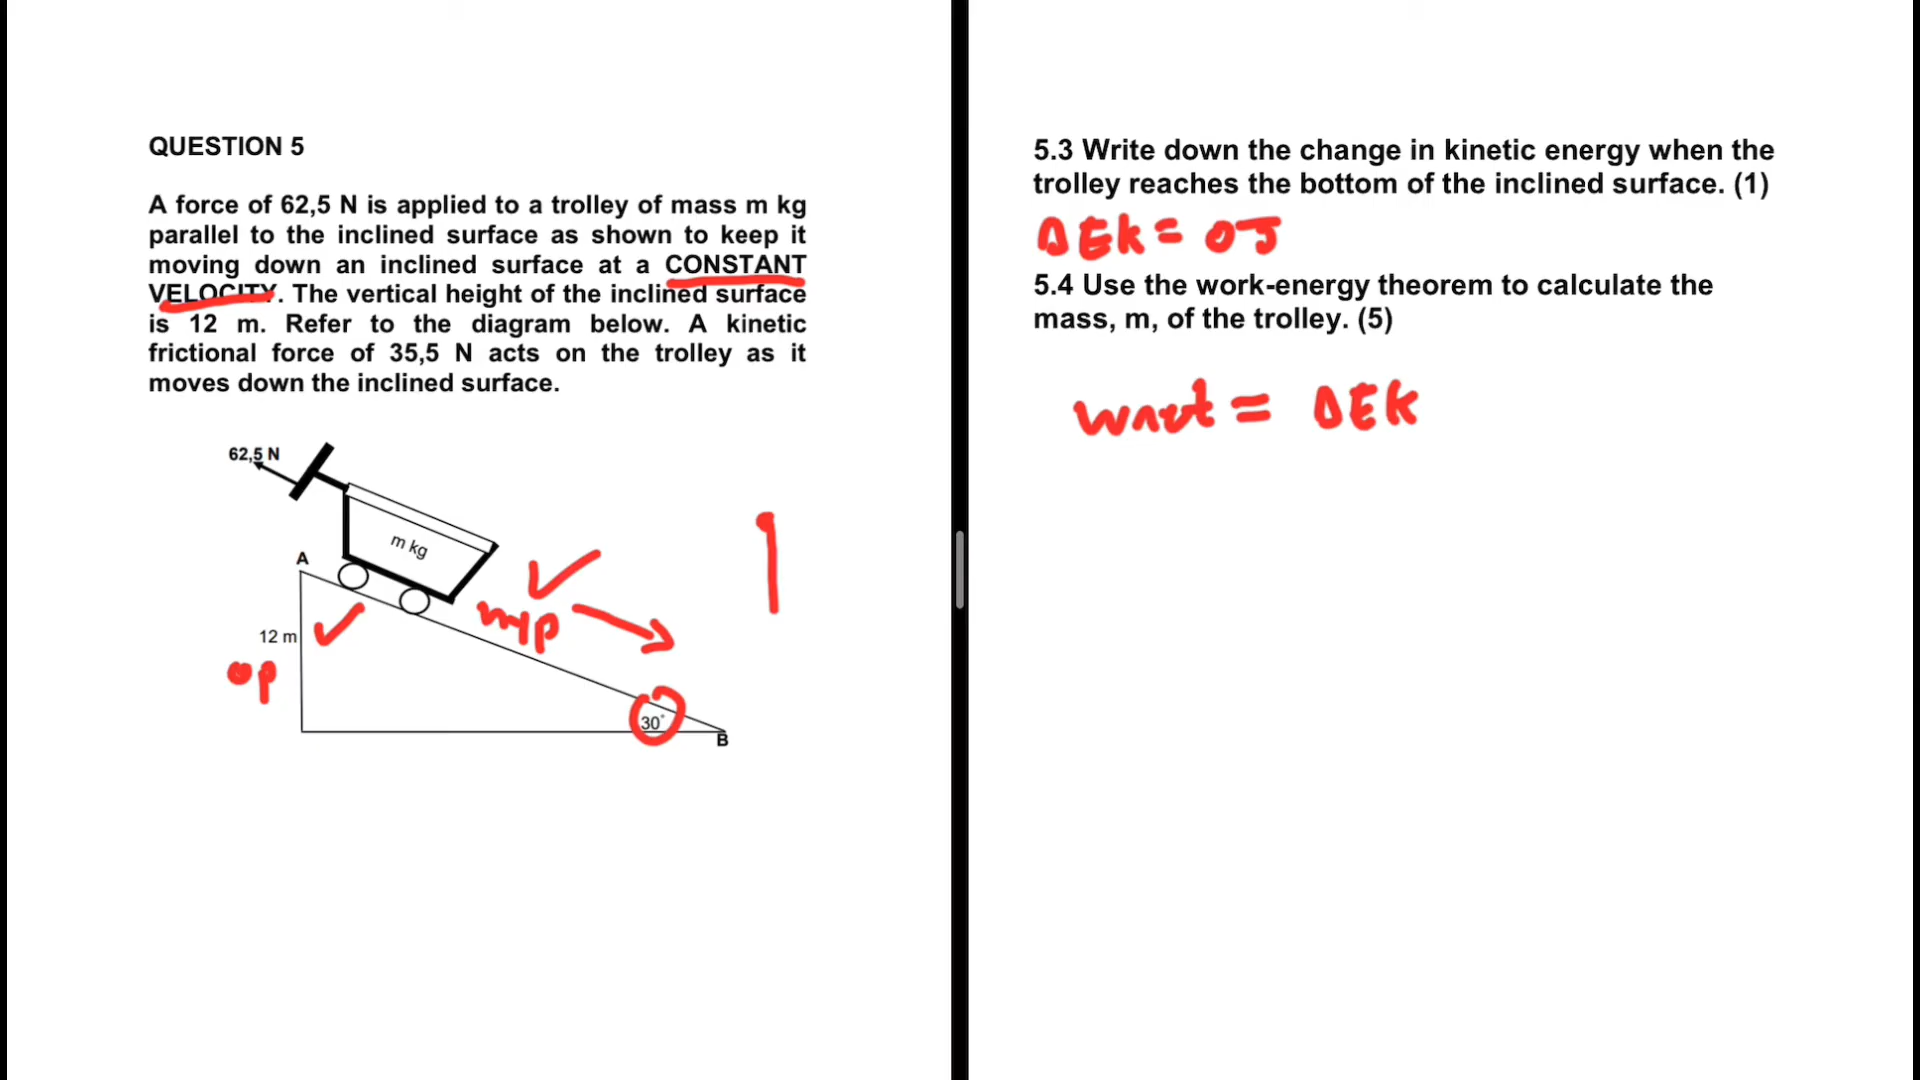 QUESTION 5
A force of 62,5 N is applied to a trolley of mass m kg
parallel to the inclined surface as shown to keep it
moving down an inclined surface at a CONSTANT
VELOCITY. The vertical height of the inclined surface
is 12 m. Refer to the diagram below. A kinetic
frictional force of 35,5 N acts on the trolley as it
moves down the inclined surface.
62,5 N
m kg
A
12 m
op
hyp
30°
B
5.3 Write down the change in kinetic energy when the
trolley reaches the bottom of the inclined surface. (1)
ΔEk = 0J
5.4 Use the work-energy theorem to calculate the
mass, m, of the trolley. (5)
Wnet = ΔEk